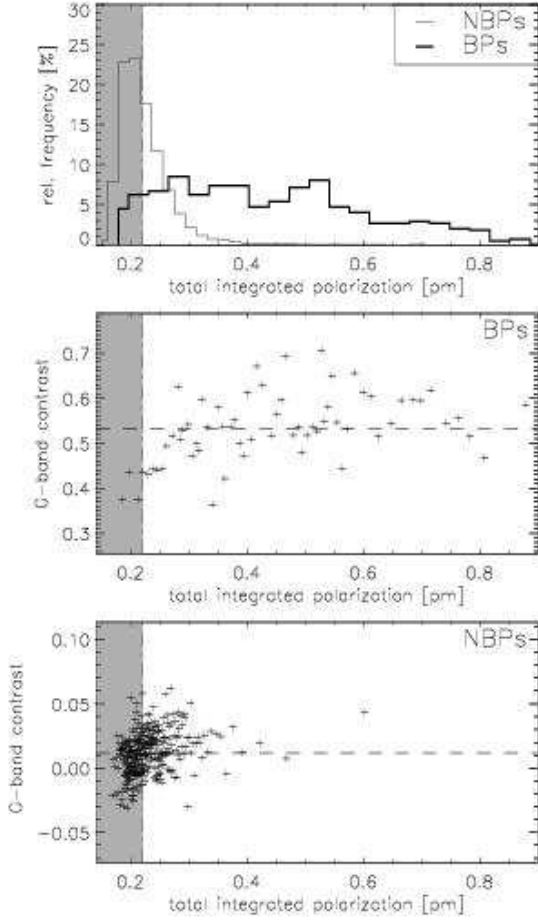 30
25
20
15
10
5
0
rel. frequency [%]
NBPs
BPs
0.2 0.4 0.6 0.8
total integrated polarization [pm]
BPs
0.7
0.6
0.5
0.4
0.3
G-band contrast
0.2 0.4 0.6 0.8
total integrated polarization [pm]
NBPs
0.10
0.05
0.00
-0.05
G-band contrast
0.2 0.4 0.6 0.8
total integrated polarization [pm]